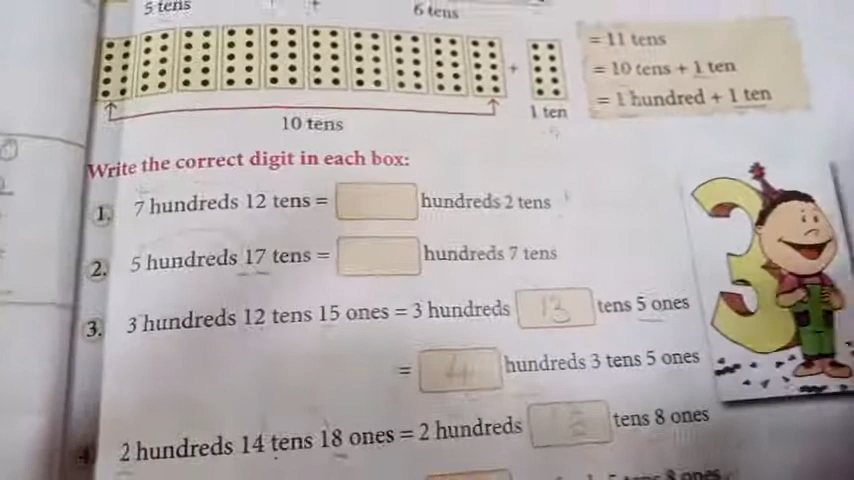 5 tens + 6 tens
= 11 tens
= 10 tens + 1 ten
= 1 hundred + 1 ten
+
10 tens
1 ten
Write the correct digit in each box:
1. 7 hundreds 12 tens = hundreds 2 tens
2. 5 hundreds 17 tens = hundreds 7 tens
3. 3 hundreds 12 tens 15 ones = 3 hundreds 13 tens 5 ones
= 4 hundreds 3 tens 5 ones
4. 2 hundreds 14 tens 18 ones = 2 hundreds tens 8 ones
3